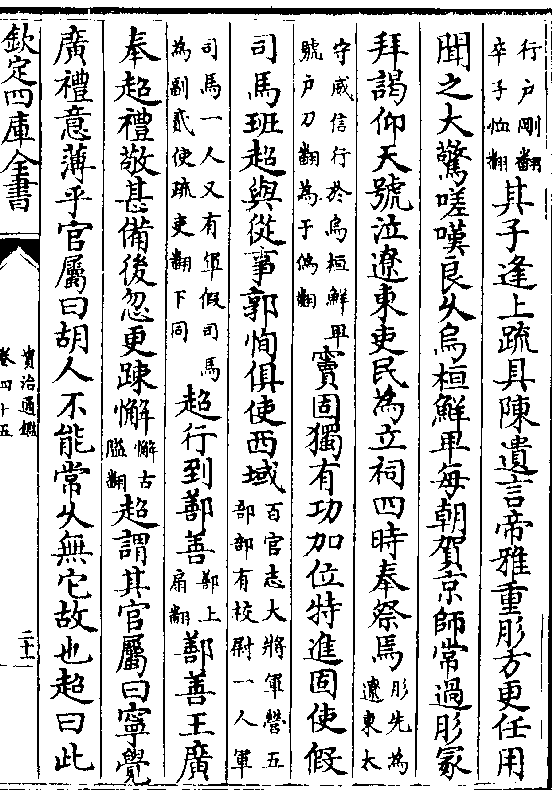 行户剛翻
卒子恤翻
其子逢上疏具陳遺言帝雅重肜方更任用
聞之大驚嗟嘆良久烏桓鮮卑每朝賀京師常過肜冢
拜謁仰天號泣遼東吏民為立祠四時奉祭焉
肜先為
遼東太
守威信行於烏桓鮮卑
號户刀翻為于偽翻
竇固獨有功加位特進固使假
司馬班超與從事郭恂俱使西域
百官志大將軍營五
部部有校尉一人軍
司馬一人又有軍假司馬
為副貳使疏吏翻下同
超行到鄯善
鄯上
扇翻
鄯善王廣
奉超禮敬甚備後忽更疎懈
懈古
隘翻
超謂其官屬曰寧覺
廣禮意薄乎官屬曰胡人不能常久無它故也超曰此
欽定四庫全書
資治通鑑
卷四十五
二十一